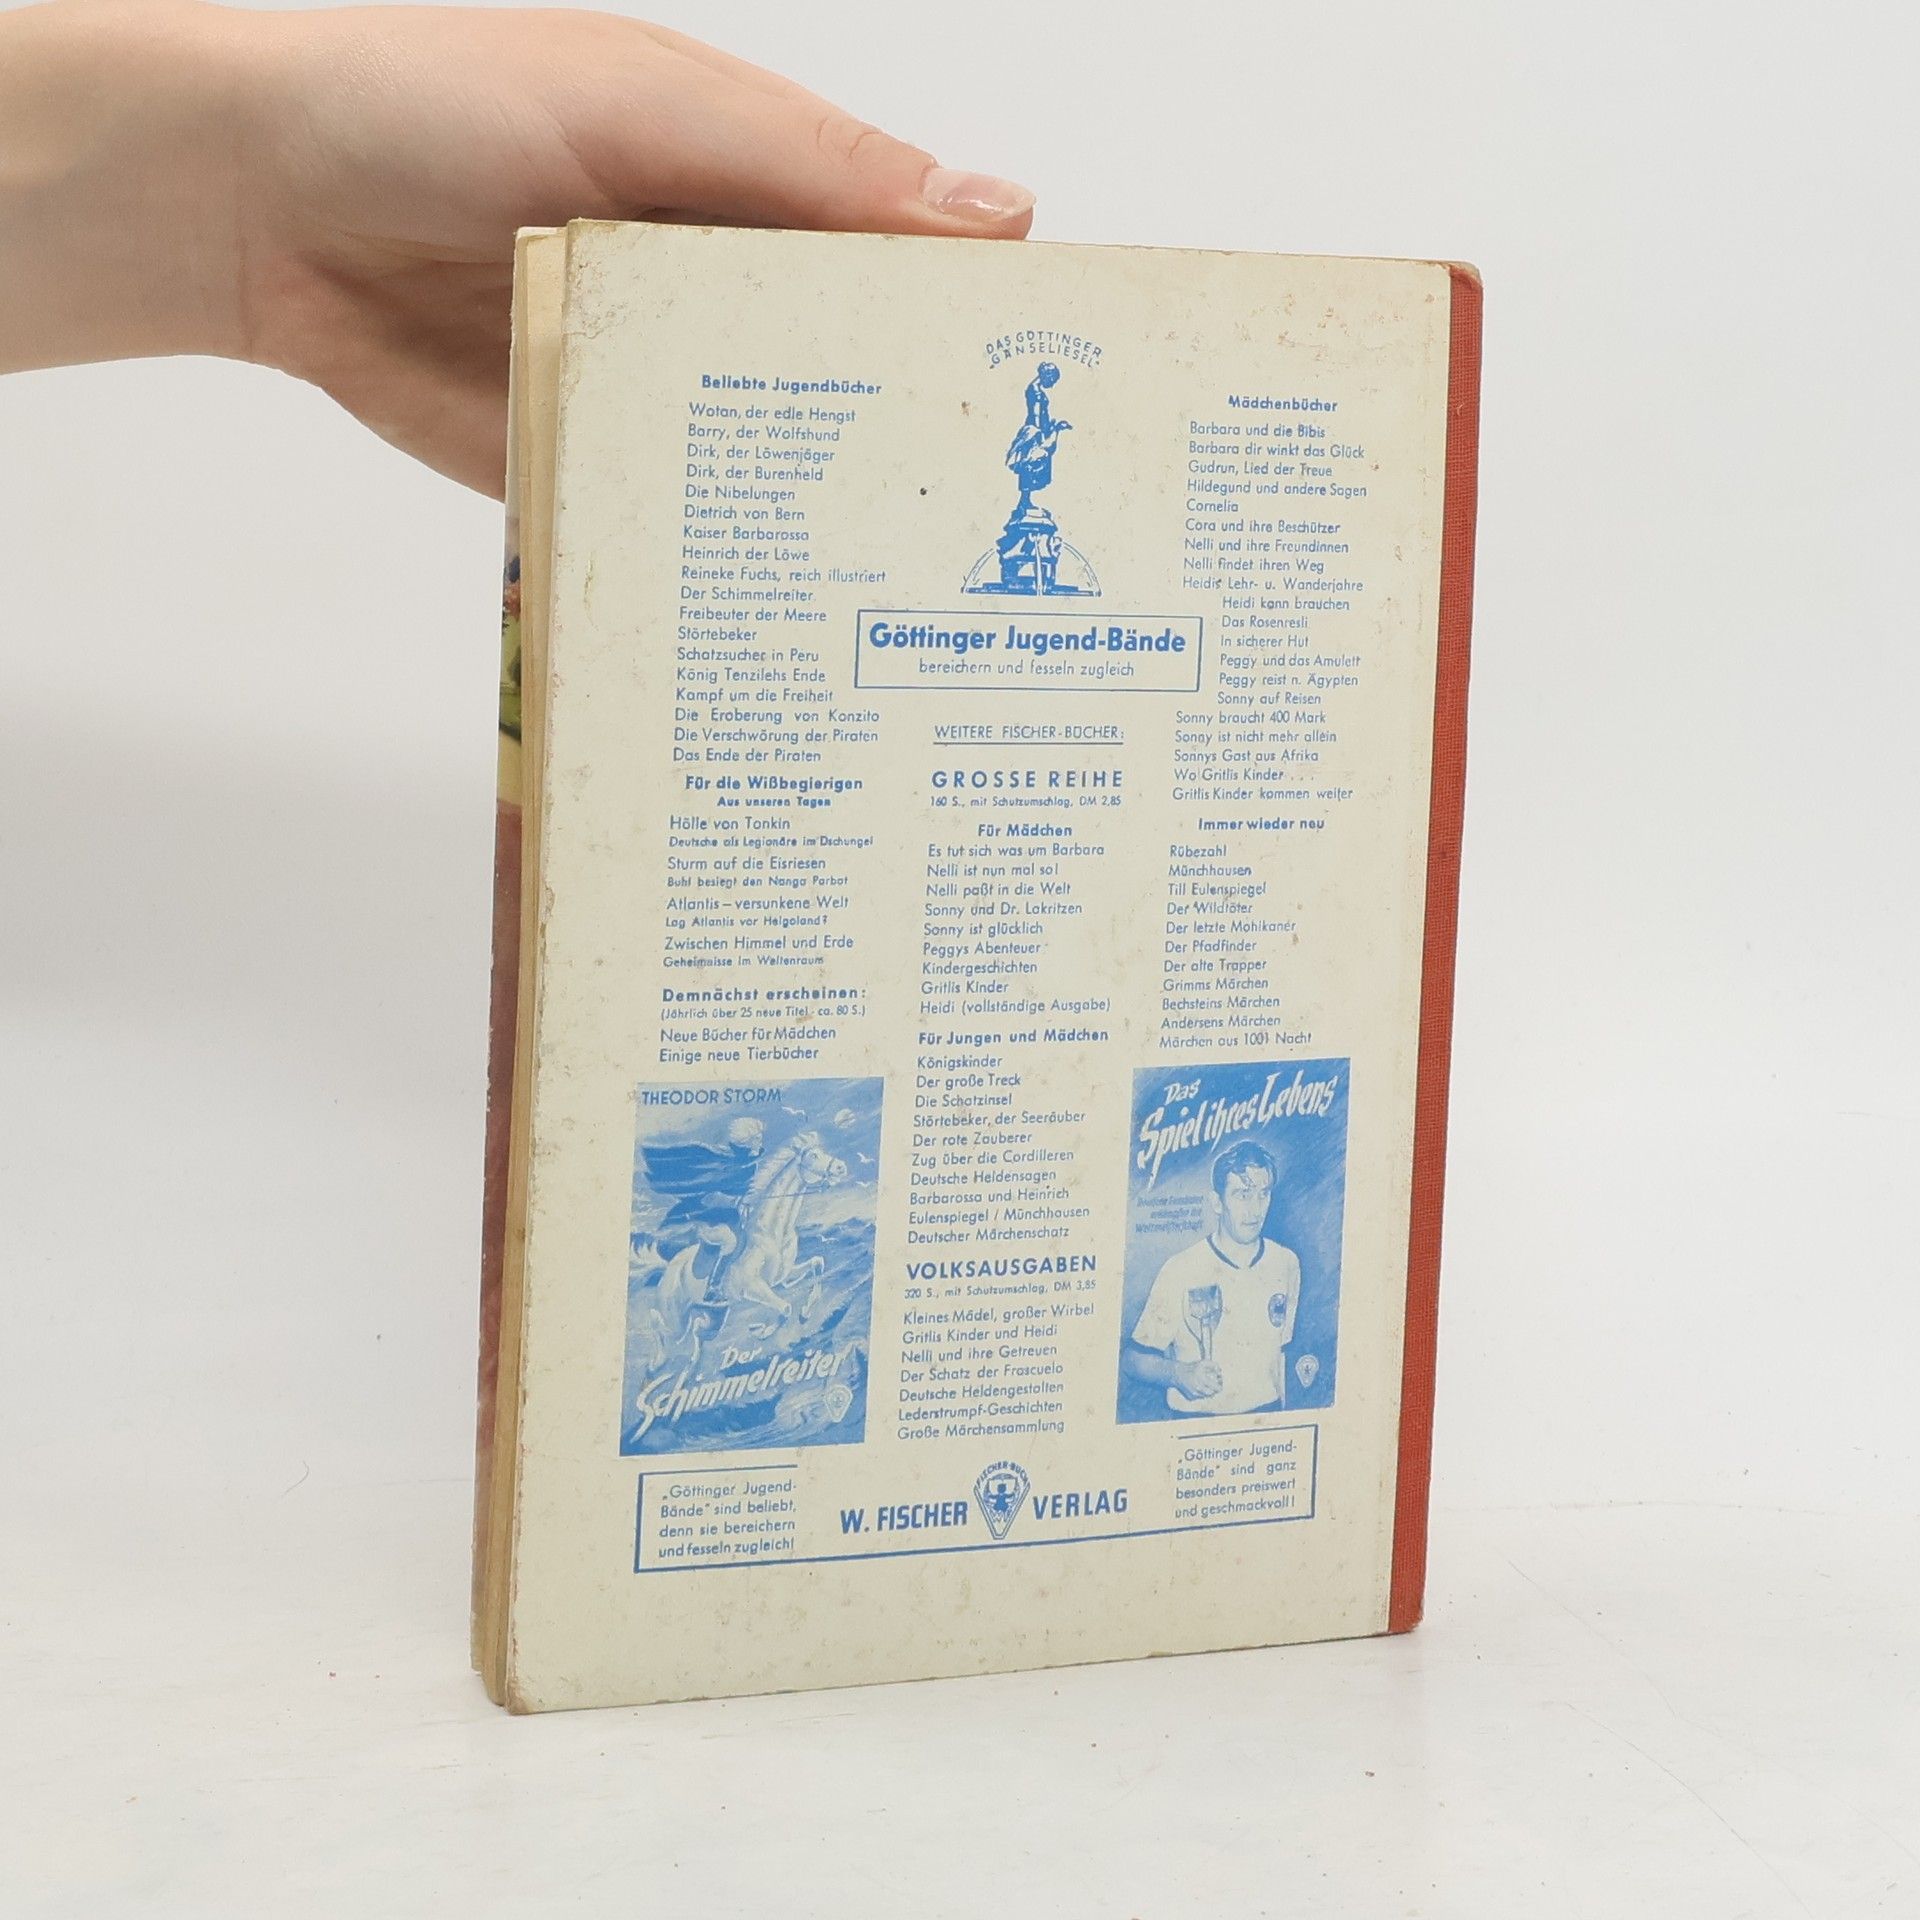 DAS GÖTTINGER
"GÄNSELIESEL"
Beliebte Jugendbücher
Wotan, der edle Hengst
Barry, der Wolfshund
Dirk, der Löwenjäger
Dirk, der Burenheld
Die Nibelungen
Dietrich von Bern
Kaiser Barbarossa
Heinrich der Löwe
Reineke Fuchs, reich illustriert
Der Schimmelreiter
Freibeuter der Meere
Störtebeker
Schatzsucher in Peru
König Tenzilehs Ende
Kampf um die Freiheit
Die Eroberung von Konzito
Die Verschwörung der Piraten
Das Ende der Piraten
Für die Wißbegierigen
Aus unseren Tagen
Hölle von Tonkin
Deutsche als Legionäre im Dschungel
Sturm auf die Eisriesen
Buhl besiegt den Nanga Parbat
Atlantis – versunkene Welt
Lag Atlantis vor Helgoland?
Zwischen Himmel und Erde
Geheimnisse im Weltenraum
Demnächst erscheinen:
(Jährlich über 25 neue Titel - ca. 80 S.)
Neue Bücher für Mädchen
Einige neue Tierbücher
THEODOR STORM
Der
Schimmelreiter
Göttinger Jugend-Bände
bereichern und fesseln zugleich
WEITERE FISCHER-BÜCHER:
GROSSE REIHE
160 S., mit Schutzumschlag, DM 2,85
Für Mädchen
Es tut sich was um Barbara
Nelli ist nun mal so!
Nelli paßt in die Welt
Sonny und Dr. Lakritzen
Sonny ist glücklich
Peggys Abenteuer
Kindergeschichten
Gritlis Kinder
Heidi (vollständige Ausgabe)
Für Jungen und Mädchen
Königskinder
Der große Treck
Die Schatzinsel
Störtebeker, der Seeräuber
Der rote Zauberer
Zug über die Cordilleren
Deutsche Heldensagen
Barbarossa und Heinrich
Eulenspiegel / Münchhausen
Deutscher Märchenschatz
VOLKSAUSGABEN
320 S., mit Schutzumschlag, DM 3,85
Kleines Mädel, großer Wirbel
Gritlis Kinder und Heidi
Nelli und ihre Getreuen
Der Schatz der Frascuelo
Deutsche Heldengestalten
Lederstrumpf-Geschichten
Große Märchensammlung
Mädchenbücher
Barbara und die Bibis
Barbara dir winkt das Glück
Gudrun, Lied der Treue
Hildegund und andere Sagen
Cornelia
Cora und ihre Beschützer
Nelli und ihre Freundinnen
Nelli findet ihren Weg
Heidis Lehr- u. Wanderjahre
Heidi kann brauchen
Das Rosenresli
In sicherer Hut
Peggy und das Amulett
Peggy reist n. Ägypten
Sonny auf Reisen
Sonny braucht 400 Mark
Sonny ist nicht mehr allein
Sonnys Gast aus Afrika
Wo Gritlis Kinder . . .
Gritlis Kinder kommen weiter
Immer wieder neu
Rübezahl
Münchhausen
Till Eulenspiegel
Der Wildtöter
Der letzte Mohikaner
Der Pfadfinder
Der alte Trapper
Grimms Märchen
Bechsteins Märchen
Andersens Märchen
Märchen aus 1001 Nacht
Das
Spiel ihres Lebens
Weltmeisterschaft
„Göttinger Jugend-
Bände" sind beliebt,
denn sie bereichern
und fesseln zugleich!
W. FISCHER
FISCHER-BUCH
VERLAG
„Göttinger Jugend-
Bände" sind ganz
besonders preiswert
und geschmackvoll!